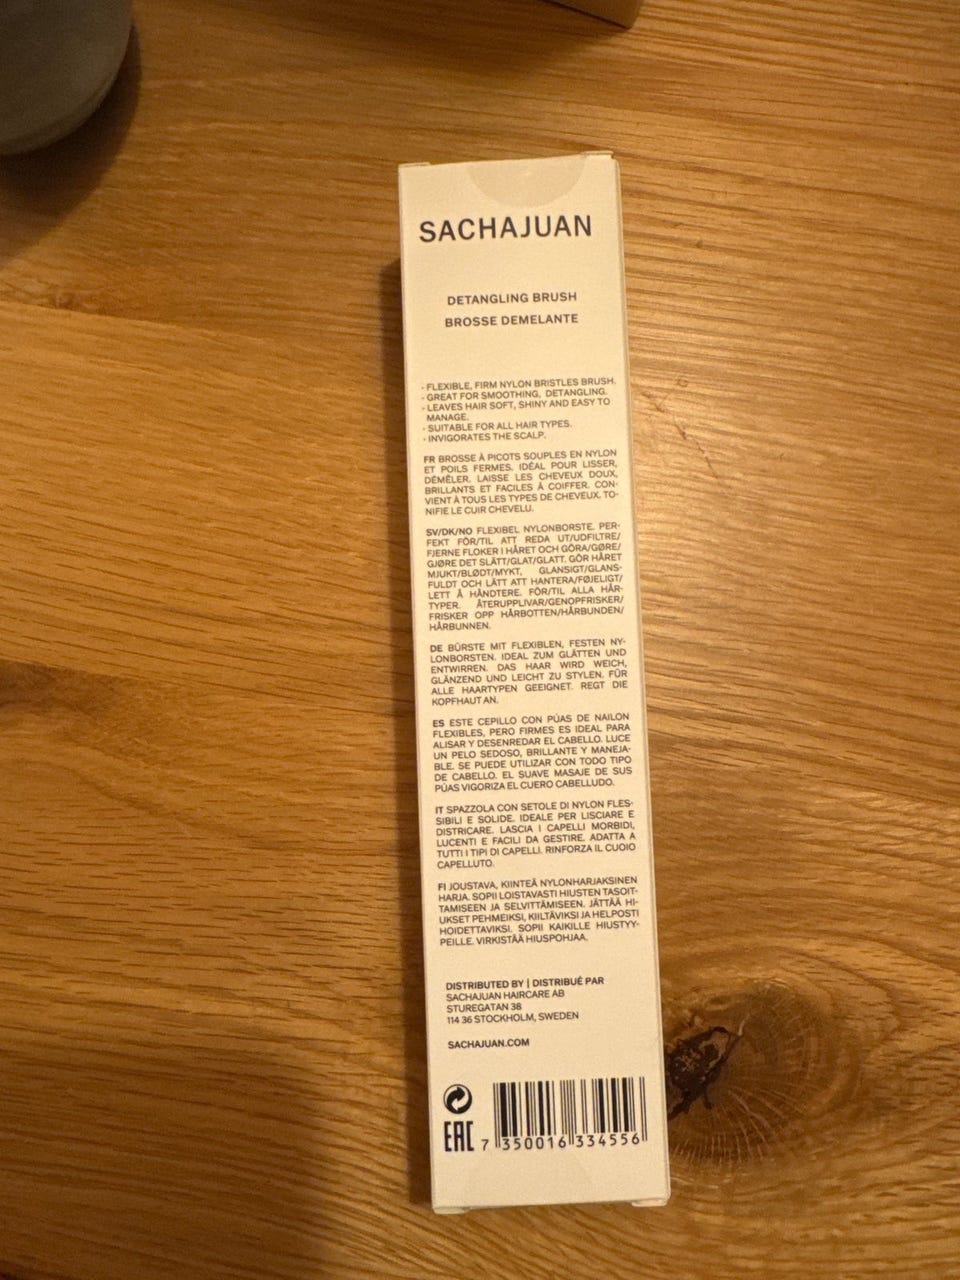 SACHAJUAN
DETANGLING BRUSH
BROSSE DEMELANTE
· FLEXIBLE, FIRM NYLON BRISTLES BRUSH.
· GREAT FOR SMOOTHING, DETANGLING.
· LEAVES HAIR SOFT, SHINY AND EASY TO
MANAGE.
· SUITABLE FOR ALL HAIR TYPES.
· INVIGORATES THE SCALP.
FR BROSSE À PICOTS SOUPLES EN NYLON
ET POILS FERMES. IDÉAL POUR LISSER,
DÉMÊLER. LAISSE LES CHEVEUX DOUX,
BRILLANTS ET FACILES À COIFFER. CON-
VIENT À TOUS LES TYPES DE CHEVEUX. TO-
NIFIE LE CUIR CHEVELU.
SV/DK/NO FLEXIBEL NYLONBORSTE. PER-
FEKT FÖR/TIL ATT REDA UT/UDFILTRE/
FJERNE FLOKER I HÅRET OCH GÖRA/GØRE/
GJØRE DET SLÄTT/GLAT/GLATT. GÖR HÅRET
MJUKT/BLØDT/MYKT, GLANSIGT/GLANS-
FULDT OCH LÄTT ATT HANTERA/FØJELIGT/
LETT Å HÅNDTERE. FÖR/TIL ALLA HÅR-
TYPER. ÅTERUPPLIVAR/GENOPFRISKER/
FRISKER OPP HÅRBOTTEN/HÅRBUNDEN/
HÅRBUNNEN.
DE BÜRSTE MIT FLEXIBLEN, FESTEN NY-
LONBORSTEN. IDEAL ZUM GLÄTTEN UND
ENTWIRREN. DAS HAAR WIRD WEICH,
GLÄNZEND UND LEICHT ZU STYLEN. FÜR
ALLE HAARTYPEN GEEIGNET. REGT DIE
KOPFHAUT AN.
ES ESTE CEPILLO CON PÚAS DE NAILON
FLEXIBLES, PERO FIRMES ES IDEAL PARA
ALISAR Y DESENREDAR EL CABELLO. LUCE
UN PELO SEDOSO, BRILLANTE Y MANEJA-
BLE. SE PUEDE UTILIZAR CON TODO TIPO
DE CABELLO. EL SUAVE MASAJE DE SUS
PÚAS VIGORIZA EL CUERO CABELLUDO.
IT SPAZZOLA CON SETOLE DI NYLON FLES-
SIBILI E SOLIDE. IDEALE PER LISCIARE E
DISTRICARE. LASCIA I CAPELLI MORBIDI,
LUCENTI E FACILI DA GESTIRE. ADATTA A
TUTTI I TIPI DI CAPELLI. RINFORZA IL CUOIO
CAPELLUTO.
FI JOUSTAVA, KIINTEÄ NYLONHARJAKSINEN
HARJA. SOPII LOISTAVASTI HIUSTEN TASOIT-
TAMISEEN JA SELVITTÄMISEEN. JÄTTÄÄ HI-
UKSET PEHMEIKSI, KIILTÄVIKSI JA HELPOSTI
HOIDETTAVIKSI. SOPII KAIKILLE HIUSTYY-
PEILLE. VIRKISTÄÄ HIUSPOHJAA.
DISTRIBUTED BY | DISTRIBUÉ PAR
SACHAJUAN HAIRCARE AB
STUREGATAN 38
114 36 STOCKHOLM, SWEDEN
SACHAJUAN.COM
EAC 7 350016 334556